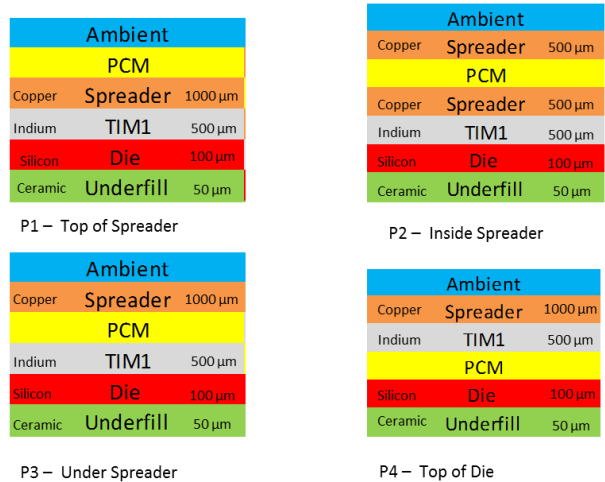 Ambient
PCM
Copper Spreader 1000 µm
Indium TIM1 500 µm
Silicon Die 100 µm
Ceramic Underfill 50 µm
P1 – Top of Spreader
Ambient
Copper Spreader 500 µm
PCM
Copper Spreader 500 µm
Indium TIM1 500 µm
Silicon Die 100 µm
Ceramic Underfill 50 µm
P2 – Inside Spreader
Ambient
Copper Spreader 1000 µm
PCM
Indium TIM1 500 µm
Silicon Die 100 µm
Ceramic Underfill 50 µm
P3 – Under Spreader
Ambient
Copper Spreader 1000 µm
Indium TIM1 500 µm
PCM
Silicon Die 100 µm
Ceramic Underfill 50 µm
P4 – Top of Die